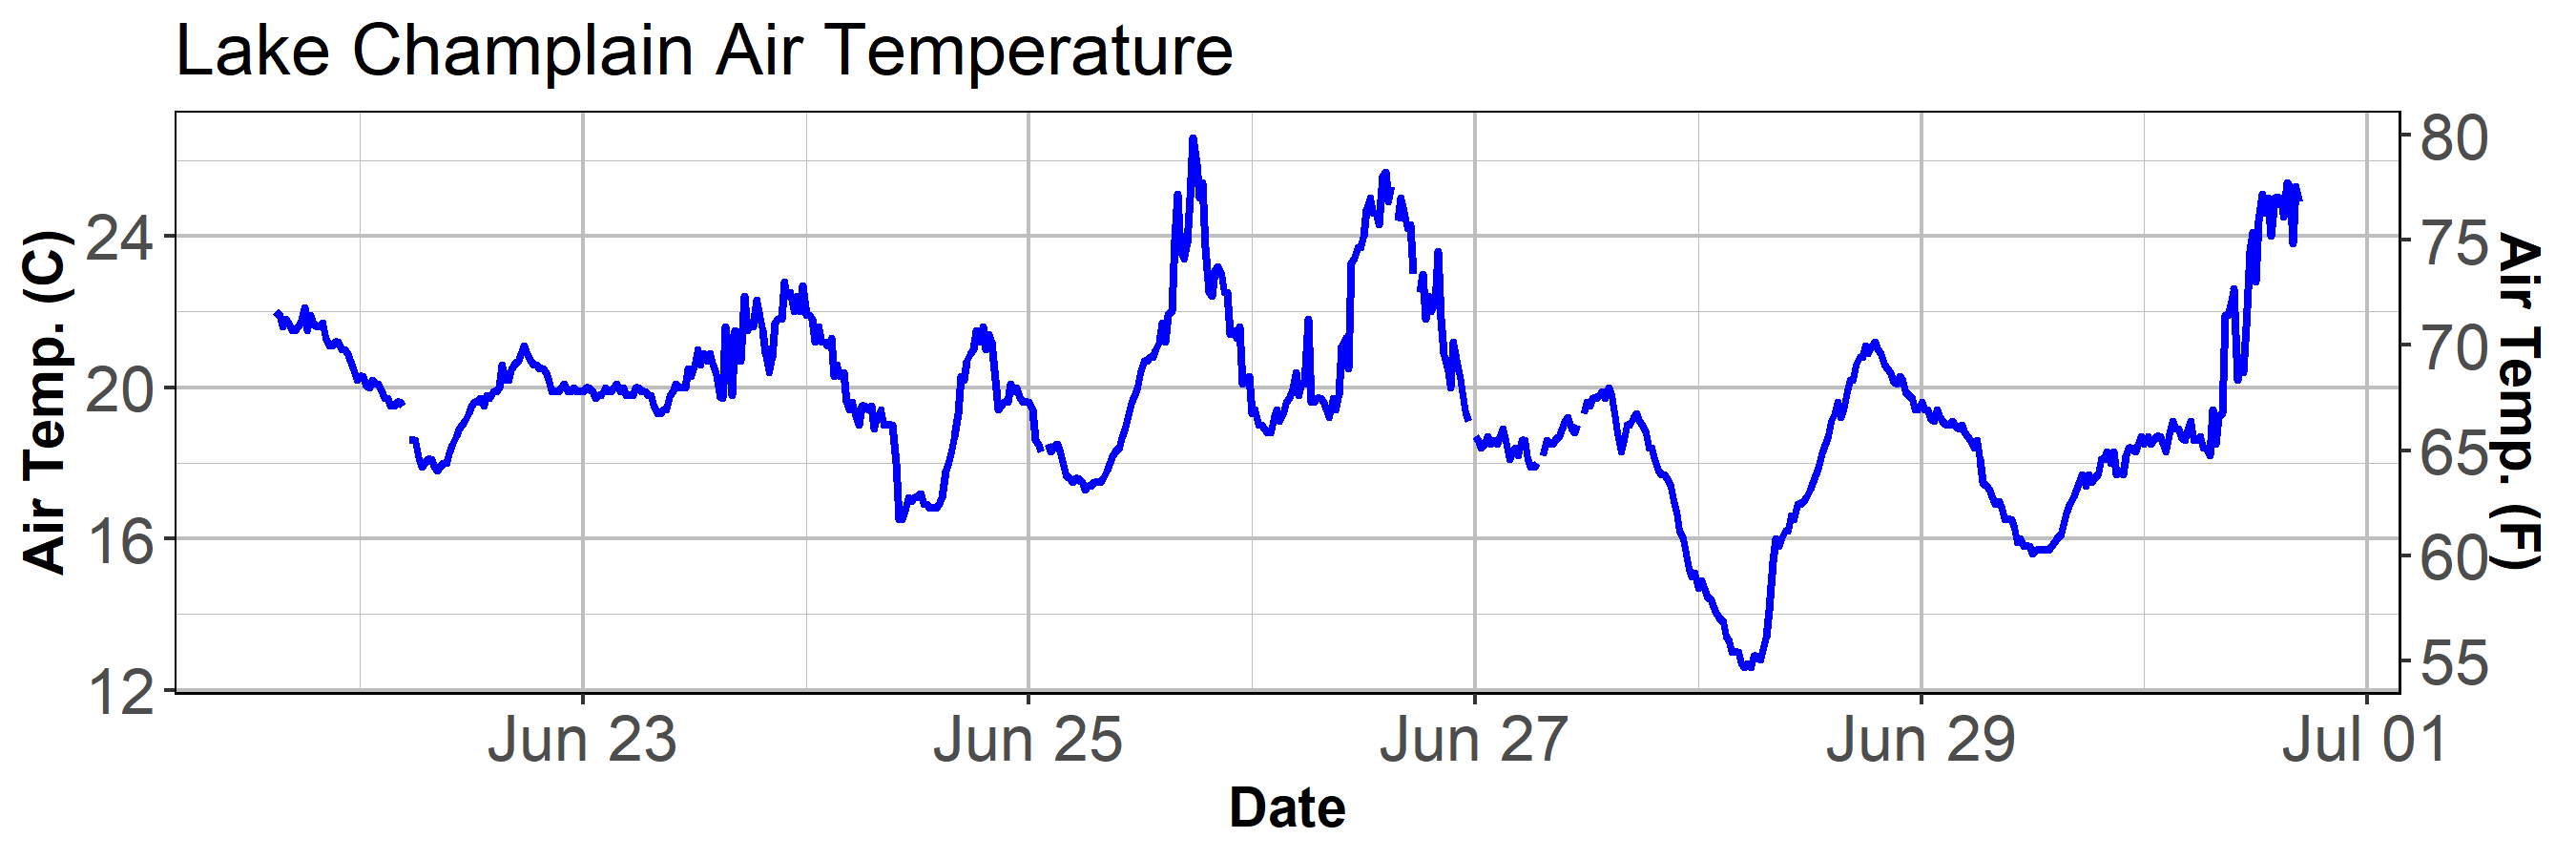 Lake Champlain Air Temperature
Air Temp. (C)
24
20
16
12
80
75
70
65
60
55
Air Temp. (F)
Jun 23
Jun 25
Jun 27
Jun 29
Jul 01
Date